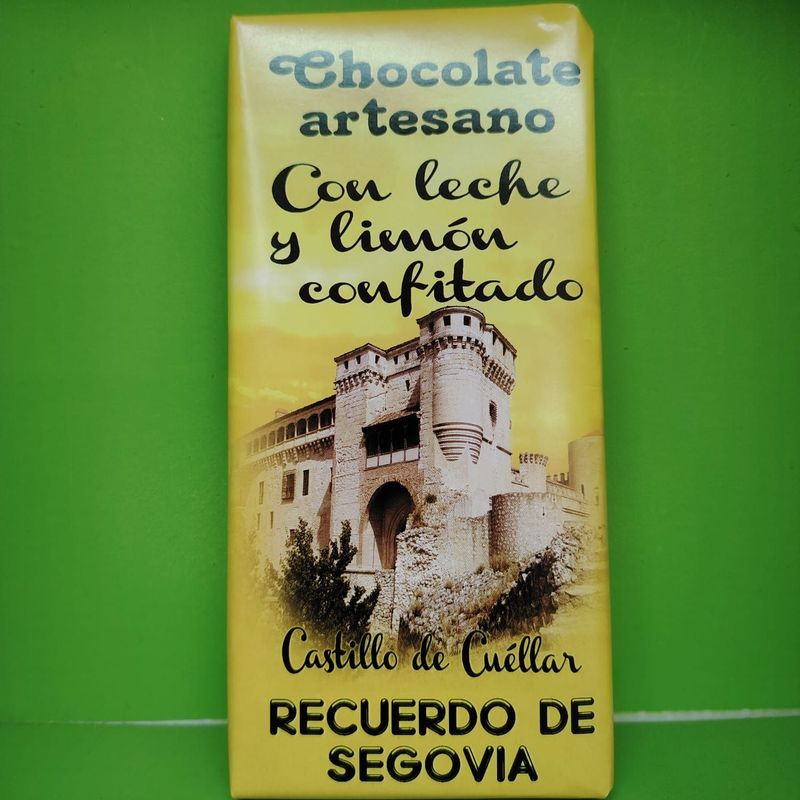 Chocolate
artesano
Con leche
y limón
confitado
Castillo de Cuéllar
RECUERDO DE
SEGOVIA